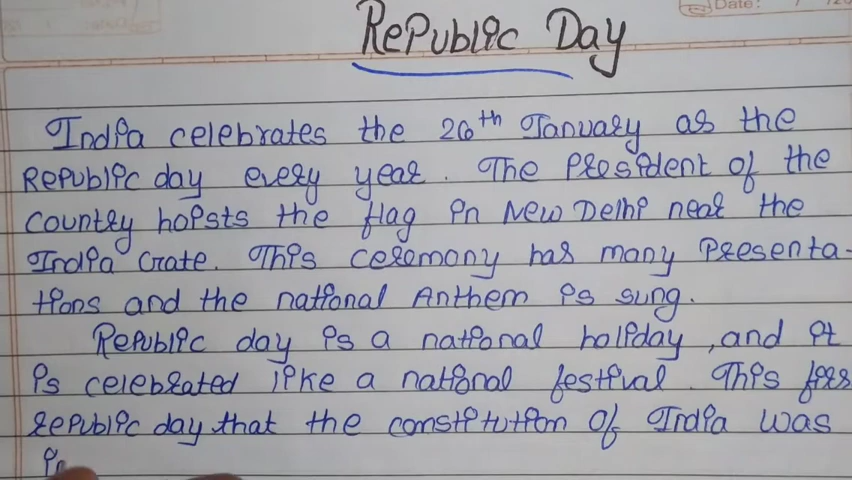 Date:
Republic Day
India celebrates the 26th January as the
Republic day every year. The President of the
country hoists the flag in New Delhi near the
India Gate. This ceremony has many Presenta-
tions and the national Anthem is sung.
Republic day is a national holiday, and it
is celebrated like a national festival. This firs
republic day that the constitution of India was